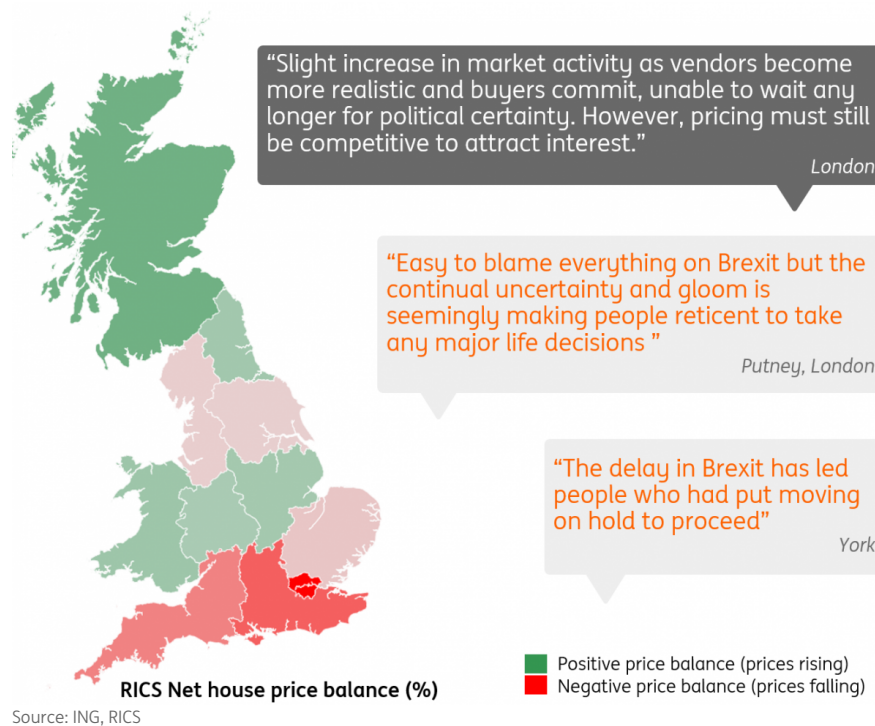 “Slight increase in market activity as vendors become
more realistic and buyers commit, unable to wait any
longer for political certainty. However, pricing must still
be competitive to attract interest.”
London
“Easy to blame everything on Brexit but the
continual uncertainty and gloom is
seemingly making people reticent to take
any major life decisions ”
Putney, London
“The delay in Brexit has led
people who had put moving
on hold to proceed”
York
Positive price balance (prices rising)
Negative price balance (prices falling)
RICS Net house price balance (%)
Source: ING, RICS